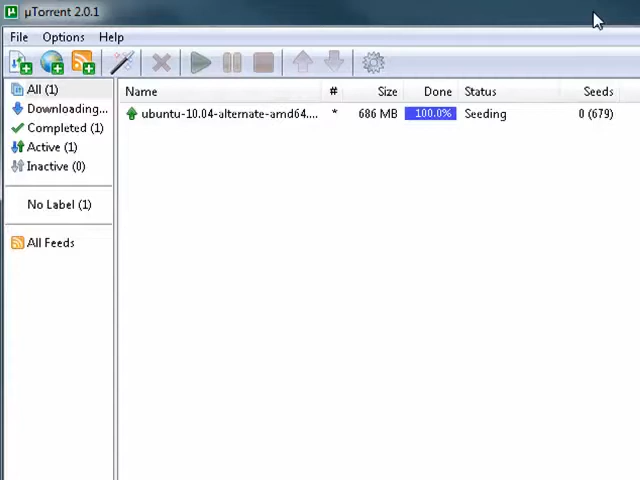 µTorrent 2.0.1
File Options Help
All (1)
Downloading...
Completed (1)
Active (1)
Inactive (0)
No Label (1)
All Feeds
Name # Size Done Status Seeds
ubuntu-10.04-alternate-amd64.... * 686 MB 100.0% Seeding 0 (679)